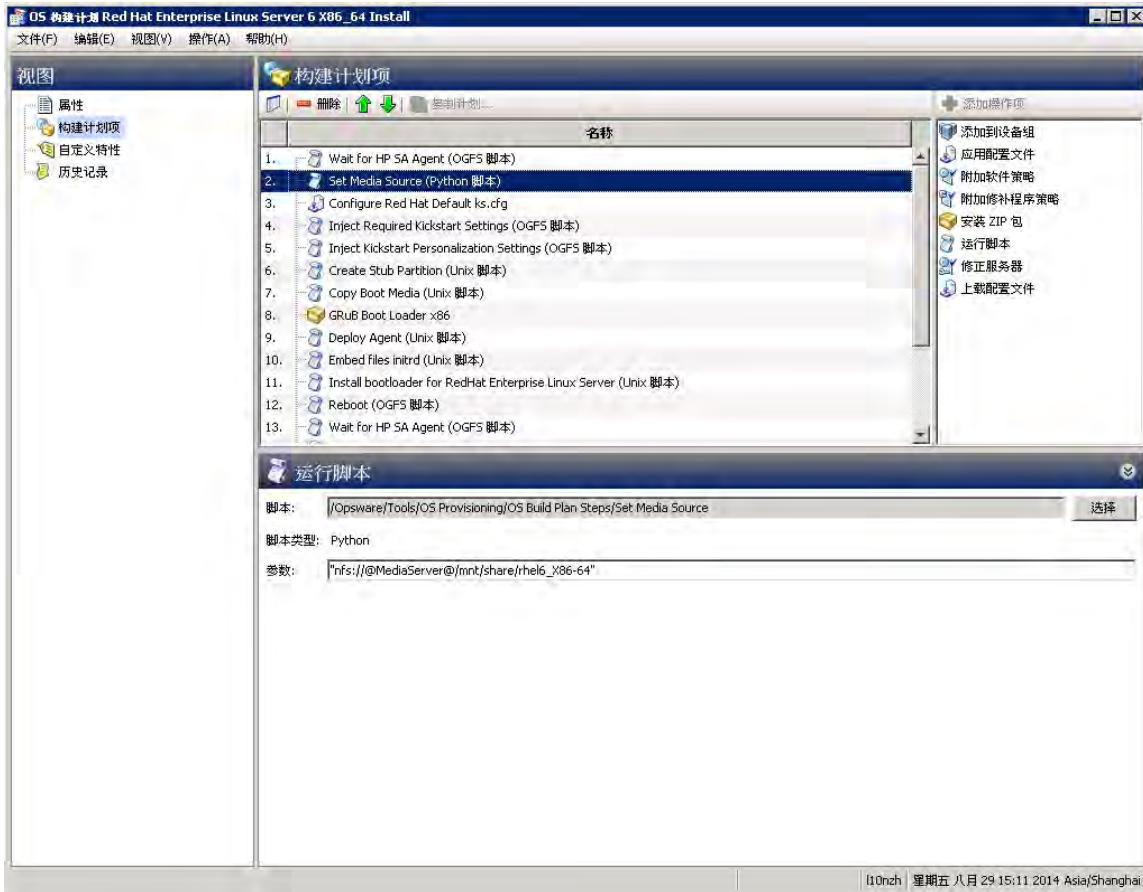 OS 构建计划 Red Hat Enterprise Linux Server 6 X86_64 Install
文件(F) 编辑(E) 视图(V) 操作(A) 帮助(H)
视图
属性
构建计划项
自定义特性
历史记录
构建计划项
删除 复制计划...
名称
1. Wait for HP SA Agent (OGFS 脚本)
2. Set Media Source (Python 脚本)
3. Configure Red Hat Default ks.cfg
4. Inject Required Kickstart Settings (OGFS 脚本)
5. Inject Kickstart Personalization Settings (OGFS 脚本)
6. Create Stub Partition (Unix 脚本)
7. Copy Boot Media (Unix 脚本)
8. GRuB Boot Loader x86
9. Deploy Agent (Unix 脚本)
10. Embed files initrd (Unix 脚本)
11. Install bootloader for RedHat Enterprise Linux Server (Unix 脚本)
12. Reboot (OGFS 脚本)
13. Wait for HP SA Agent (OGFS 脚本)
添加操作项
添加到设备组
应用配置文件
附加软件策略
附加修补程序策略
安装 ZIP 包
运行脚本
修正服务器
上载配置文件
运行脚本
脚本: /Opsware/Tools/OS Provisioning/OS Build Plan Steps/Set Media Source 选择
脚本类型: Python
参数: "nfs://@MediaServer@/mnt/share/rhel6_X86-64"
l10nzh 星期五 八月 29 15:11 2014 Asia/Shanghai